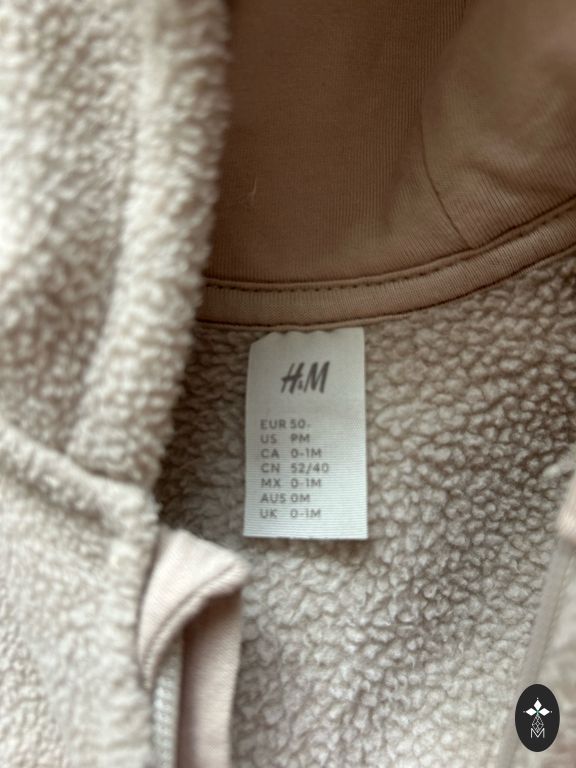 H&M
EUR 50-
US PM
CA 0-1M
CN 52/40
MX 0-1M
AUS 0M
UK 0-1M
M